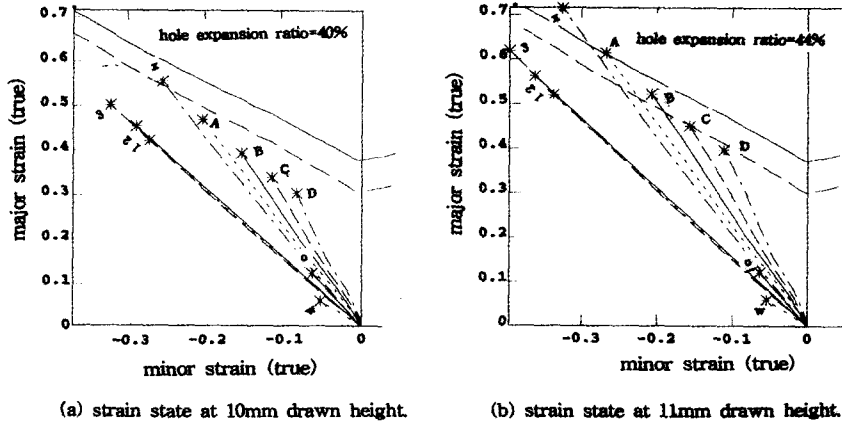 hole expansion ratio=40%
0.7
0.6
0.5
0.4
0.3
0.2
0.1
0
major strain (true)
z
A
B
C
D
3
2
1
o
w
-0.3
-0.2
-0.1
0
minor strain (true)
(a) strain state at 10mm drawn height.
hole expansion ratio=44%
0.7
0.6
0.5
0.4
0.3
0.2
0.1
0
major strain (true)
z
A
B
C
D
3
2
1
o
w
-0.3
-0.2
-0.1
0
minor strain (true)
(b) strain state at 11mm drawn height.